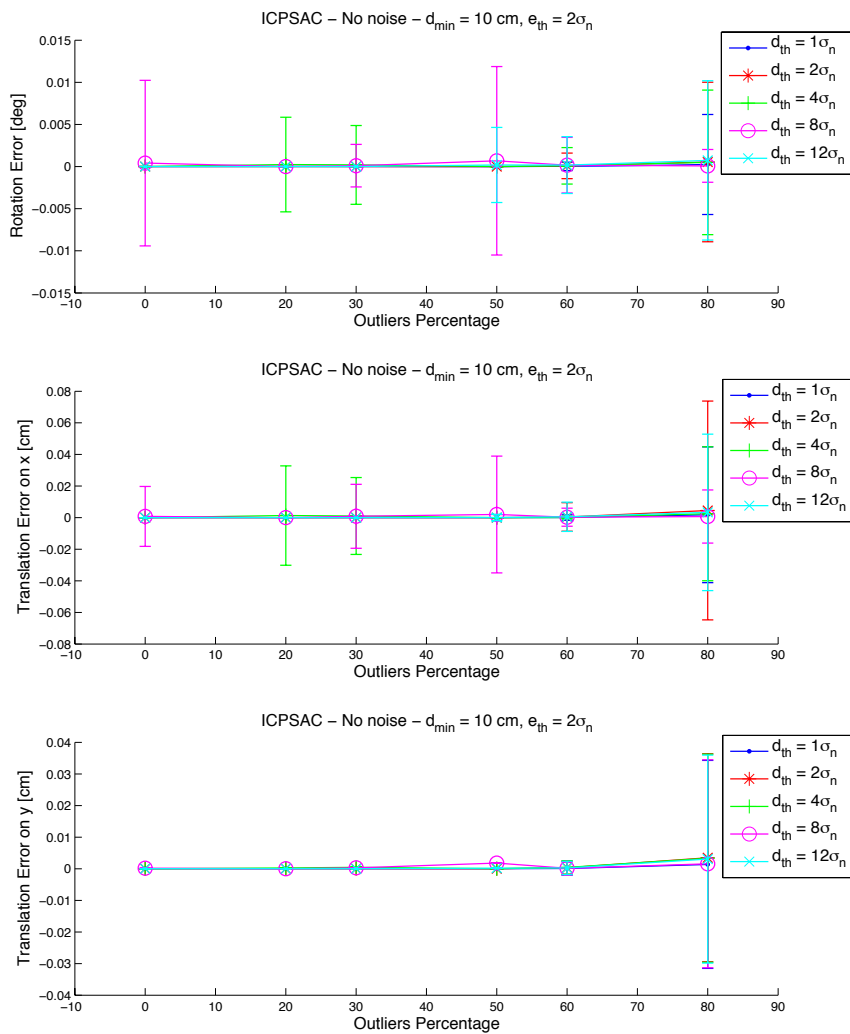 ICPSAC − No noise − d_min = 10 cm, e_th = 2σ_n
0.015
0.01
0.005
0
−0.005
−0.01
−0.015
Rotation Error [deg]
−10 0 10 20 30 40 50 60 70 80 90
Outliers Percentage
d_th = 1σ_n
d_th = 2σ_n
d_th = 4σ_n
d_th = 8σ_n
d_th = 12σ_n
ICPSAC − No noise − d_min = 10 cm, e_th = 2σ_n
0.08
0.06
0.04
0.02
0
−0.02
−0.04
−0.06
−0.08
Translation Error on x [cm]
−10 0 10 20 30 40 50 60 70 80 90
Outliers Percentage
d_th = 1σ_n
d_th = 2σ_n
d_th = 4σ_n
d_th = 8σ_n
d_th = 12σ_n
ICPSAC − No noise − d_min = 10 cm, e_th = 2σ_n
0.04
0.03
0.02
0.01
0
−0.01
−0.02
−0.03
−0.04
Translation Error on y [cm]
−10 0 10 20 30 40 50 60 70 80 90
Outliers Percentage
d_th = 1σ_n
d_th = 2σ_n
d_th = 4σ_n
d_th = 8σ_n
d_th = 12σ_n